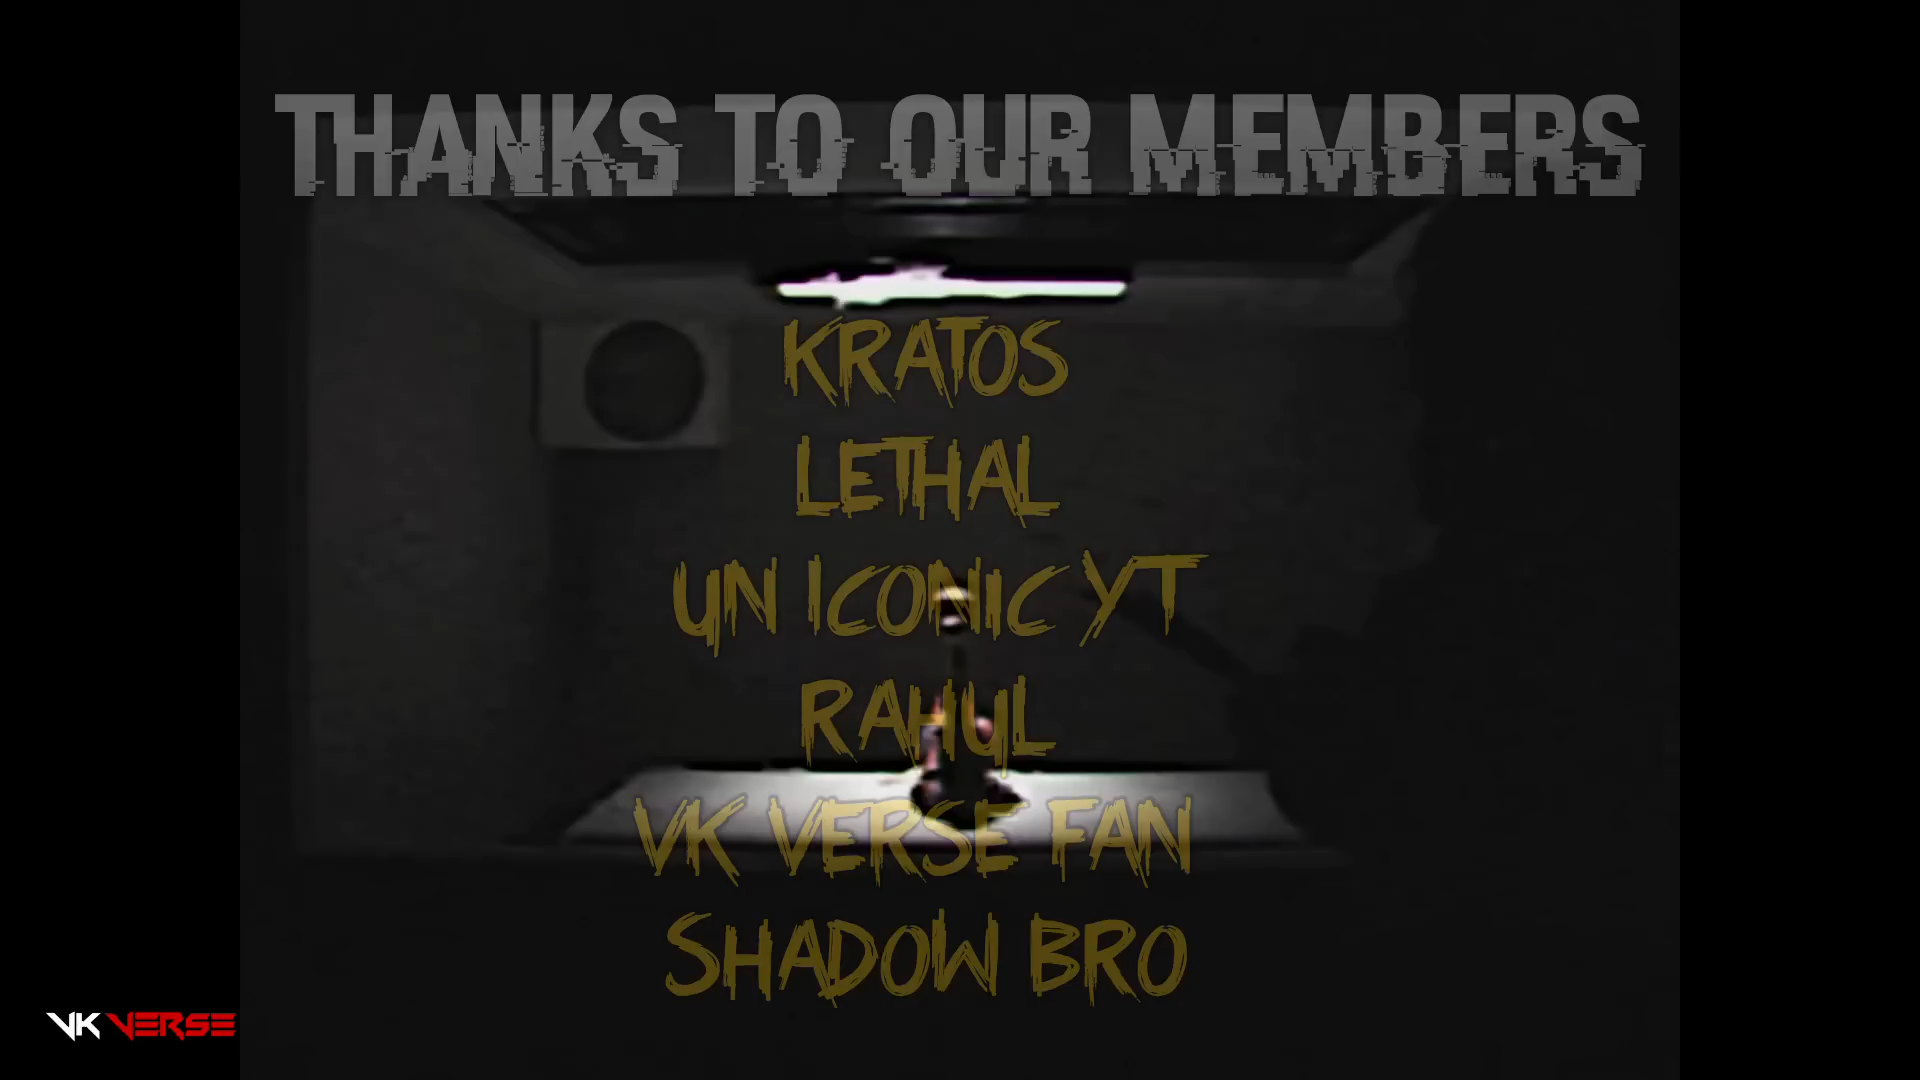 THANKS TO OUR MEMBERS
KRATOS
LETHAL
UN ICONIC YT
RAHUL
VK VERSE FAN
SHADOW BRO
VK VERSE